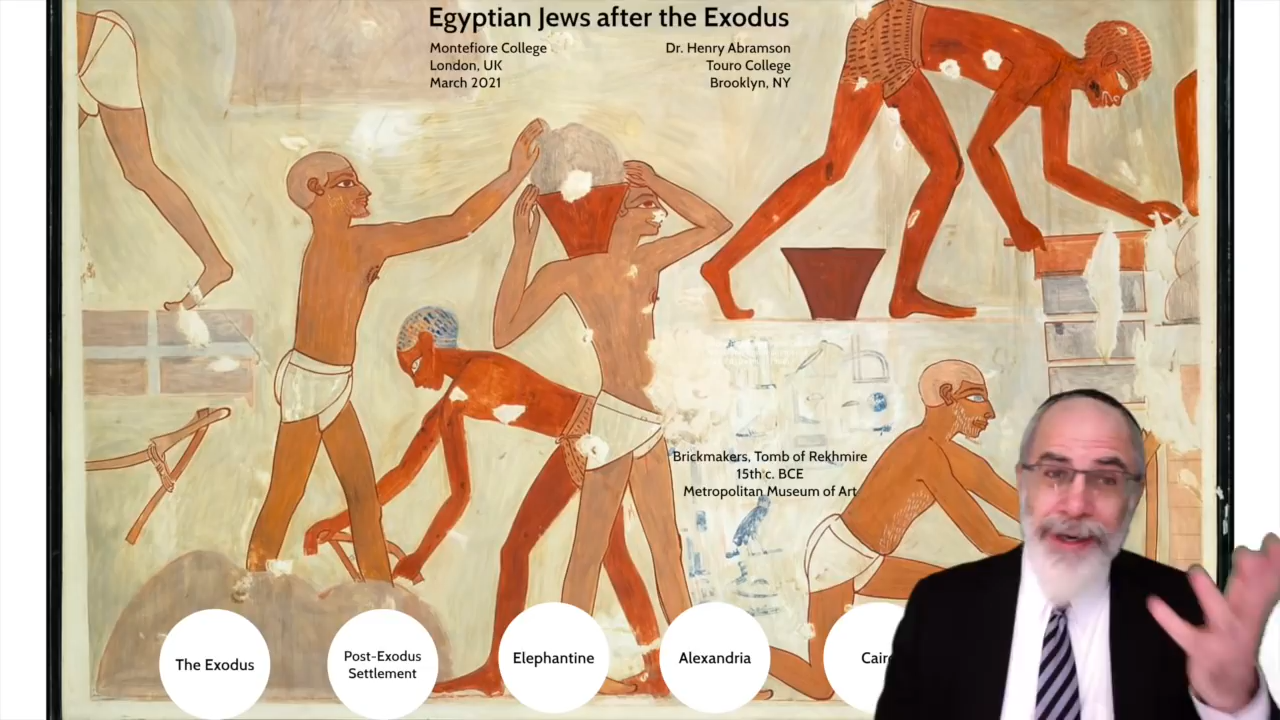 Egyptian Jews after the Exodus
Montefiore College
London, UK
March 2021
Dr. Henry Abramson
Touro College
Brooklyn, NY
Brickmakers, Tomb of Rekhmire
15th c. BCE
Metropolitan Museum of Art
The Exodus
Post-Exodus
Settlement
Elephantine
Alexandria